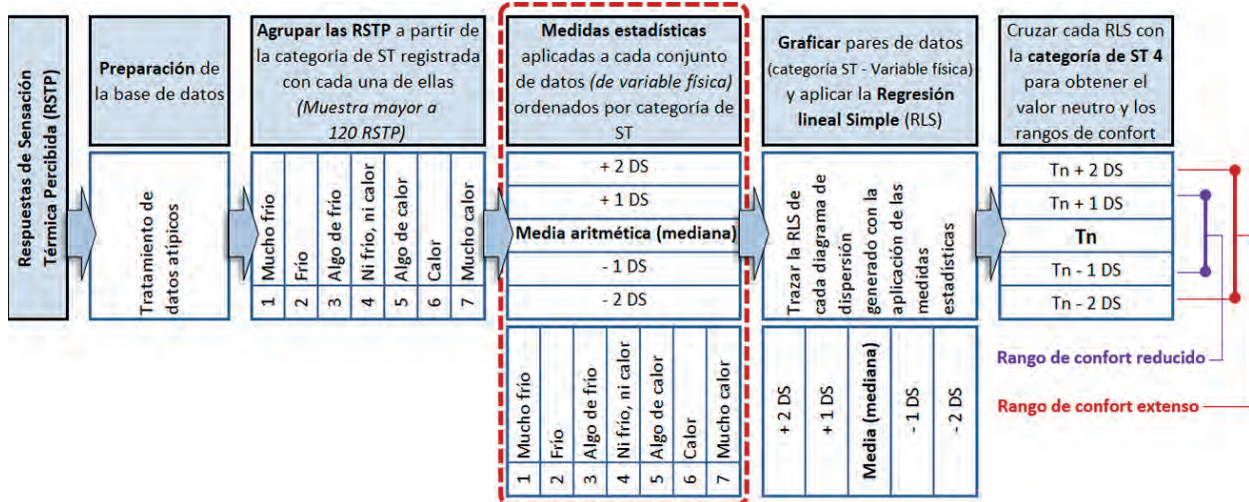 Respuestas de Sensación
Térmica Percibida (RSTP)
Preparación de
la base de datos
Tratamiento de
datos atípicos
Agrupar las RSTP a partir de
la categoría de ST registrada
con cada una de ellas
(Muestra mayor a
120 RSTP)
1 Mucho frío
2 Frío
3 Algo de frío
4 Ni frío, ni calor
5 Algo de calor
6 Calor
7 Mucho calor
Medidas estadísticas
aplicadas a cada conjunto
de datos (de variable física)
ordenados por categoría de
ST
+ 2 DS
+ 1 DS
Media aritmética (mediana)
- 1 DS
- 2 DS
1 Mucho frío
2 Frío
3 Algo de frío
4 Ni frío, ni calor
5 Algo de calor
6 Calor
7 Mucho calor
Graficar pares de datos
(categoría ST - Variable física)
y aplicar la Regresión
lineal Simple (RLS)
Trazar la RLS de
cada diagrama de
dispersión
generado con la
aplicación de las
medidas
estadísticas
+ 2 DS
+ 1 DS
Media (mediana)
- 1 DS
- 2 DS
Cruzar cada RLS con
la categoría de ST 4
para obtener el
valor neutro y los
rangos de confort
Tn + 2 DS
Tn + 1 DS
Tn
Tn - 1 DS
Tn - 2 DS
Rango de confort reducido
Rango de confort extenso